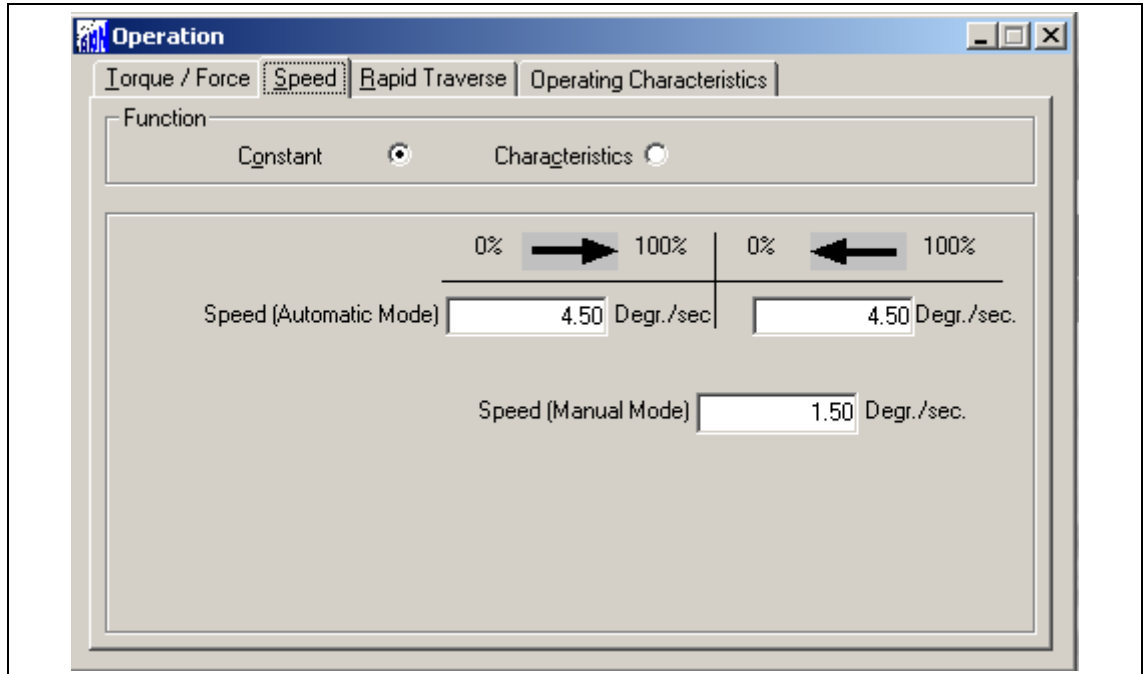 Operation
Torque / Force Speed Rapid Traverse Operating Characteristics
Function
Constant Characteristics
0% 100% 0% 100%
Speed (Automatic Mode) 4.50 Degr./sec 4.50 Degr./sec.
Speed (Manual Mode) 1.50 Degr./sec.